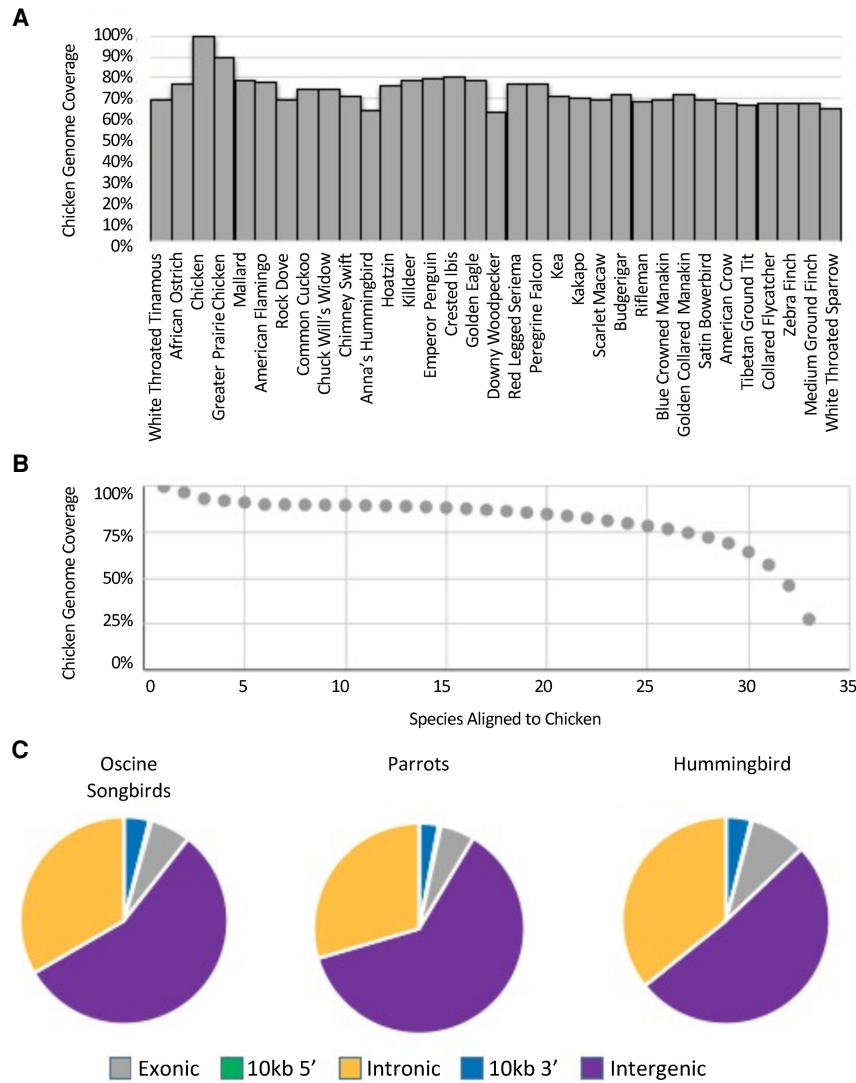 A
Chicken Genome Coverage
100%
90%
80%
70%
60%
50%
40%
30%
20%
10%
0%
White Throated Tinamous
African Ostrich
Chicken
Greater Prairie Chicken
Mallard
American Flamingo
Rock Dove
Common Cuckoo
Chuck Will's Widow
Chimney Swift
Anna's Hummingbird
Hoatzin
Killdeer
Emperor Penguin
Crested Ibis
Golden Eagle
Downy Woodpecker
Red Legged Seriema
Peregrine Falcon
Kea
Kakapo
Scarlet Macaw
Budgerigar
Rifleman
Blue Crowned Manakin
Golden Collared Manakin
Satin Bowerbird
American Crow
Tibetan Ground Tit
Collared Flycatcher
Zebra Finch
Medium Ground Finch
White Throated Sparrow
B
Chicken Genome Coverage
100%
75%
50%
25%
0%
0 5 10 15 20 25 30 35
Species Aligned to Chicken
C
Oscine
Songbirds
Parrots
Hummingbird
Exonic 10kb 5’ Intronic 10kb 3’ Intergenic